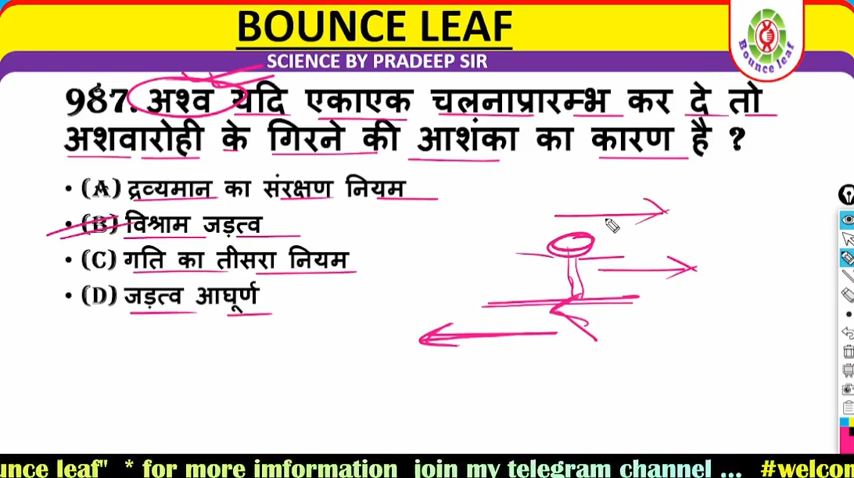 BOUNCE LEAF
SCIENCE BY PRADEEP SIR
Bounce leaf
987. अश्व यदि एकाएक चलनाप्रारम्भ कर दे तो
अशवारोही के गिरने की आशंका का कारण है ?
• (A) द्रव्यमान का संरक्षण नियम
• (B) विश्राम जड़त्व
• (C) गति का तीसरा नियम
• (D) जड़त्व आघूर्ण
unce leaf" * for more imformation join my telegram channel ... #welcom